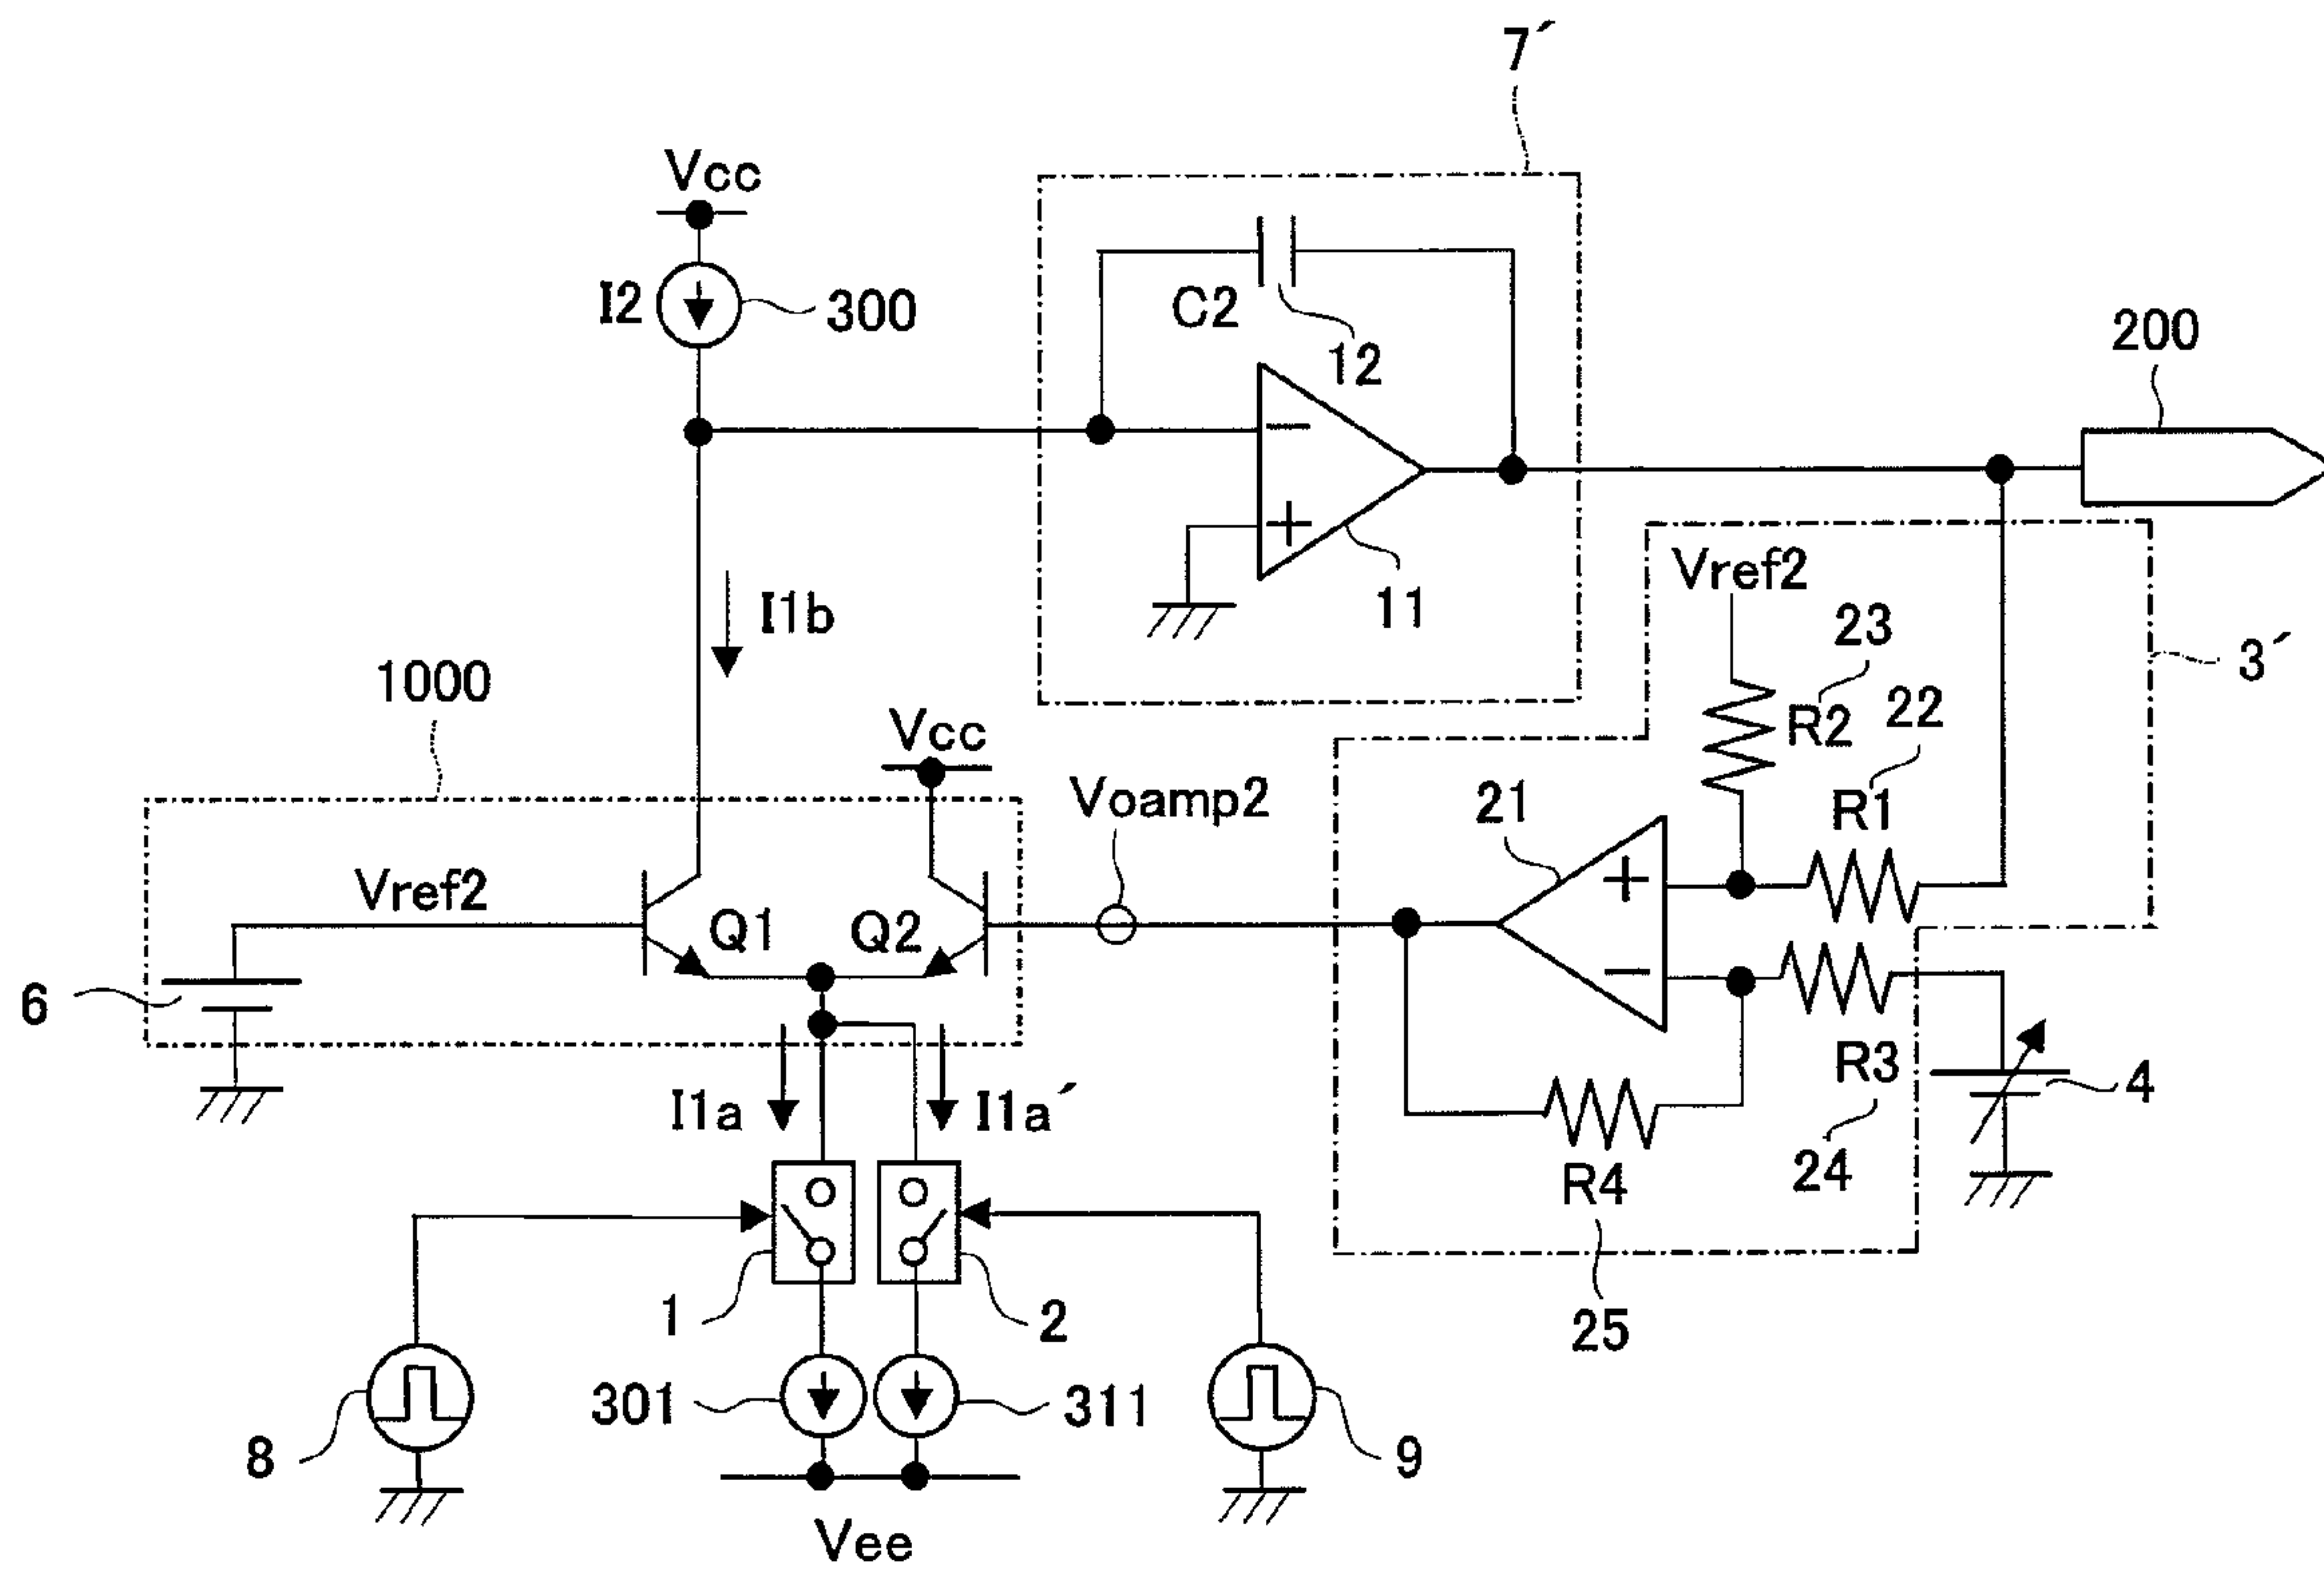 7´
Vcc
I2
300
C2
12
200
11
Vref2
23
R2
22
R1
3´
I1b
1000
Vcc
Voamp2
21
Vref2
Q1
Q2
6
R3
24
4
I1a
I1a´
R4
25
1
2
301
311
8
9
Vee
+
−
+
−